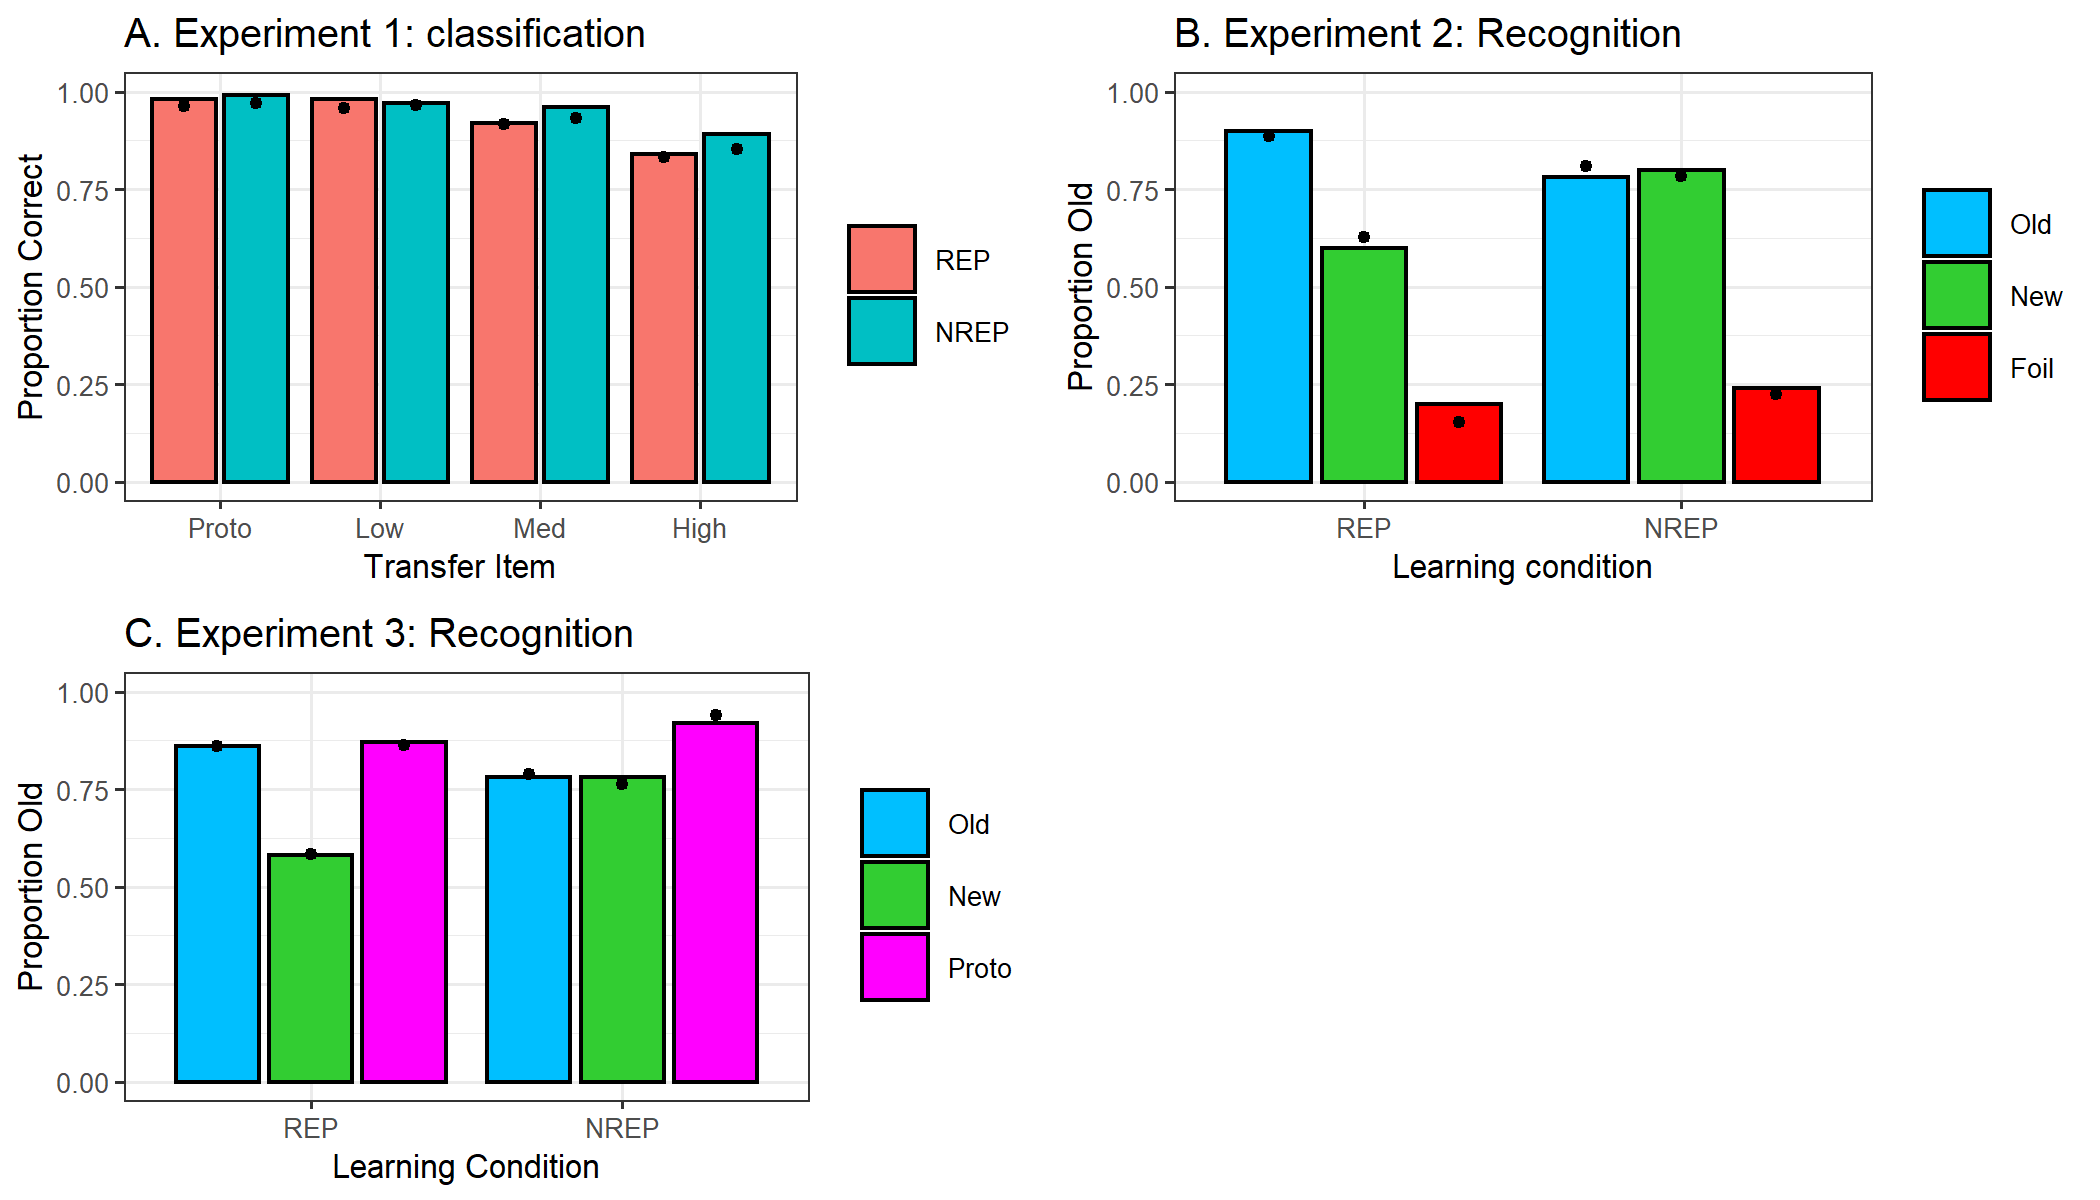 A. Experiment 1: classification
Proportion Correct
1.00
0.75
0.50
0.25
0.00
Proto Low Med High
Transfer Item
REP
NREP
B. Experiment 2: Recognition
Proportion Old
1.00
0.75
0.50
0.25
0.00
REP NREP
Learning condition
Old
New
Foil
C. Experiment 3: Recognition
Proportion Old
1.00
0.75
0.50
0.25
0.00
REP NREP
Learning Condition
Old
New
Proto